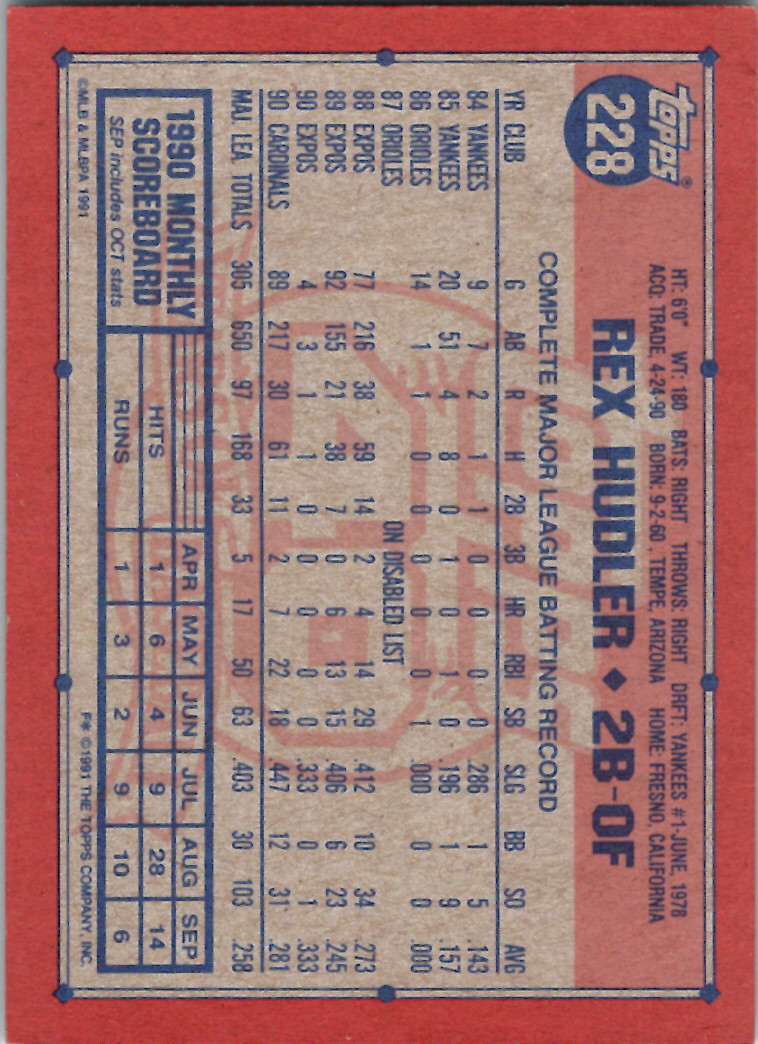 topps®
228
HT: 6'0" WT: 180 BATS: RIGHT THROWS: RIGHT DRFT: YANKEES #1-JUNE, 1978
ACQ: TRADE, 4-24-90 BORN: 9-2-60, TEMPE, ARIZONA HOME: FRESNO, CALIFORNIA
REX HUDLER ♦ 2B-OF
COMPLETE MAJOR LEAGUE BATTING RECORD
YR CLUB G AB R H 2B 3B HR RBI SB SLG BB SO AVG
84 YANKEES 9 7 2 1 1 0 0 0 0 .286 1 5 .143
85 YANKEES 20 51 4 8 0 1 0 1 0 .196 1 9 .157
86 ORIOLES 14 1 1 0 0 0 0 0 1 .000 0 0 .000
87 ORIOLES ON DISABLED LIST
88 EXPOS 77 216 38 59 14 2 4 14 29 .412 10 34 .273
89 EXPOS 92 155 21 38 7 0 6 13 15 .406 6 23 .245
90 EXPOS 4 3 1 1 0 0 0 0 0 .333 0 1 .333
90 CARDINALS 89 217 30 61 11 2 7 22 18 .447 12 31 .281
MAJ. LEA. TOTALS 305 650 97 168 33 5 17 50 63 .403 30 103 .258
1990 MONTHLY SCOREBOARD
SEP includes OCT stats
APR MAY JUN JUL AUG SEP
HITS 1 6 4 9 28 14
RUNS 1 3 2 9 10 6
©MLB & MLBPA 1991
F* ©1991 THE TOPPS COMPANY, INC.